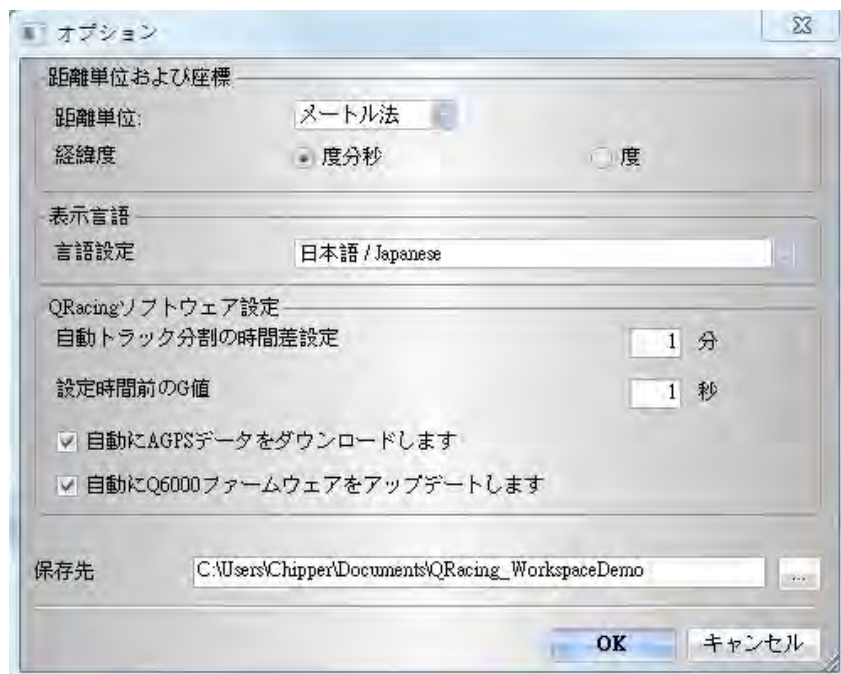 オプション
距離単位および座標
距離単位: メートル法
経緯度 度分秒 度
表示言語
言語設定 日本語 / Japanese
QRacingソフトウェア設定
自動トラック分割の時間差設定 1 分
設定時間前のG値 1 秒
自動にAGPSデータをダウンロードします
自動にQ6000ファームウェアをアップデートします
保存先 C:\Users\Chipper\Documents\QRacing_WorkspaceDemo ...
OK キャンセル